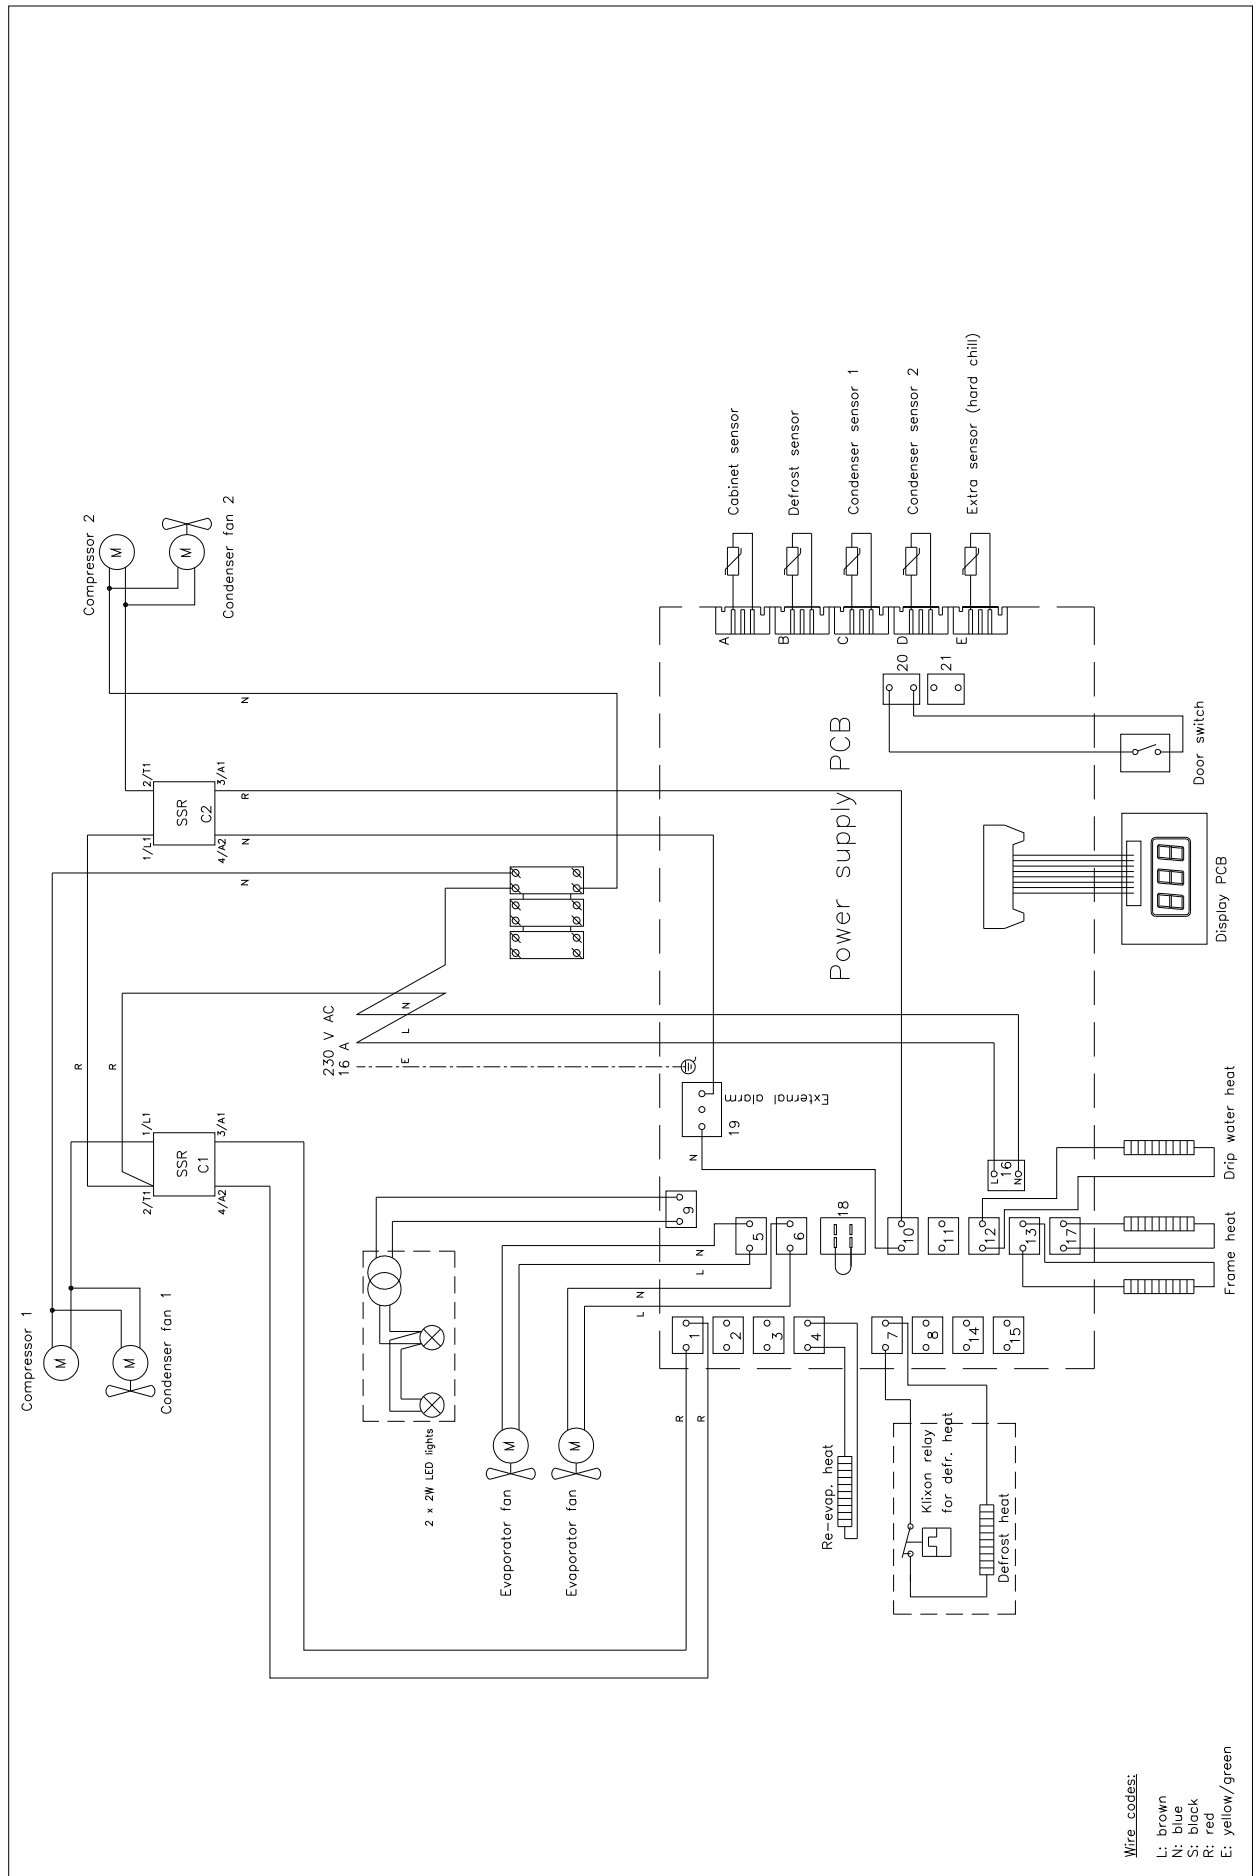 Compressor 1
M
Condenser fan 1
M
Compressor 2
M
Condenser fan 2
M
R
R
1/L1
2/T1
SSR
C1
3/A1
4/A2
2/T1
1/L1
SSR
C2
3/A1
4/A2
N
N
R
N
230 V AC
16 A
L
N
E
2 x 2W LED lights
Evaporator fan
M
Evaporator fan
M
L
N
L
N
R
R
N
External alarm
19
Power supply PCB
1
2
3
4
5
6
7
8
9
10
11
12
13
14
15
16
L
N
17
18
20
21
A
B
C
D
E
Cabinet sensor
Defrost sensor
Condenser sensor 1
Condenser sensor 2
Extra sensor (hard chill)
Re-evap. heat
Klixon relay
for defr. heat
Defrost heat
Door switch
Display PCB
Drip water heat
Frame heat
Wire codes:
L: brown
N: blue
S: black
R: red
E: yellow/green